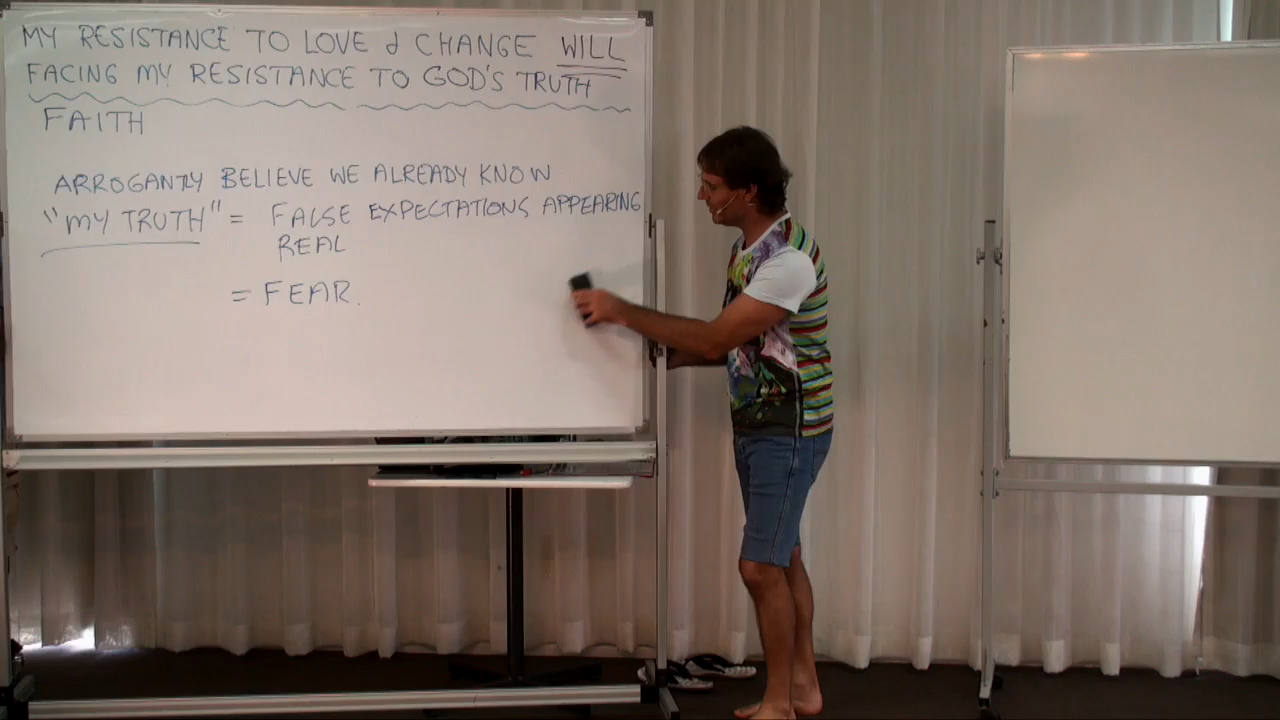 MY RESISTANCE TO LOVE & CHANGE WILL
FACING MY RESISTANCE TO GOD'S TRUTH
FAITH
ARROGANTLY BELIEVE WE ALREADY KNOW
"MY TRUTH" = FALSE EXPECTATIONS APPEARING
REAL
= FEAR.